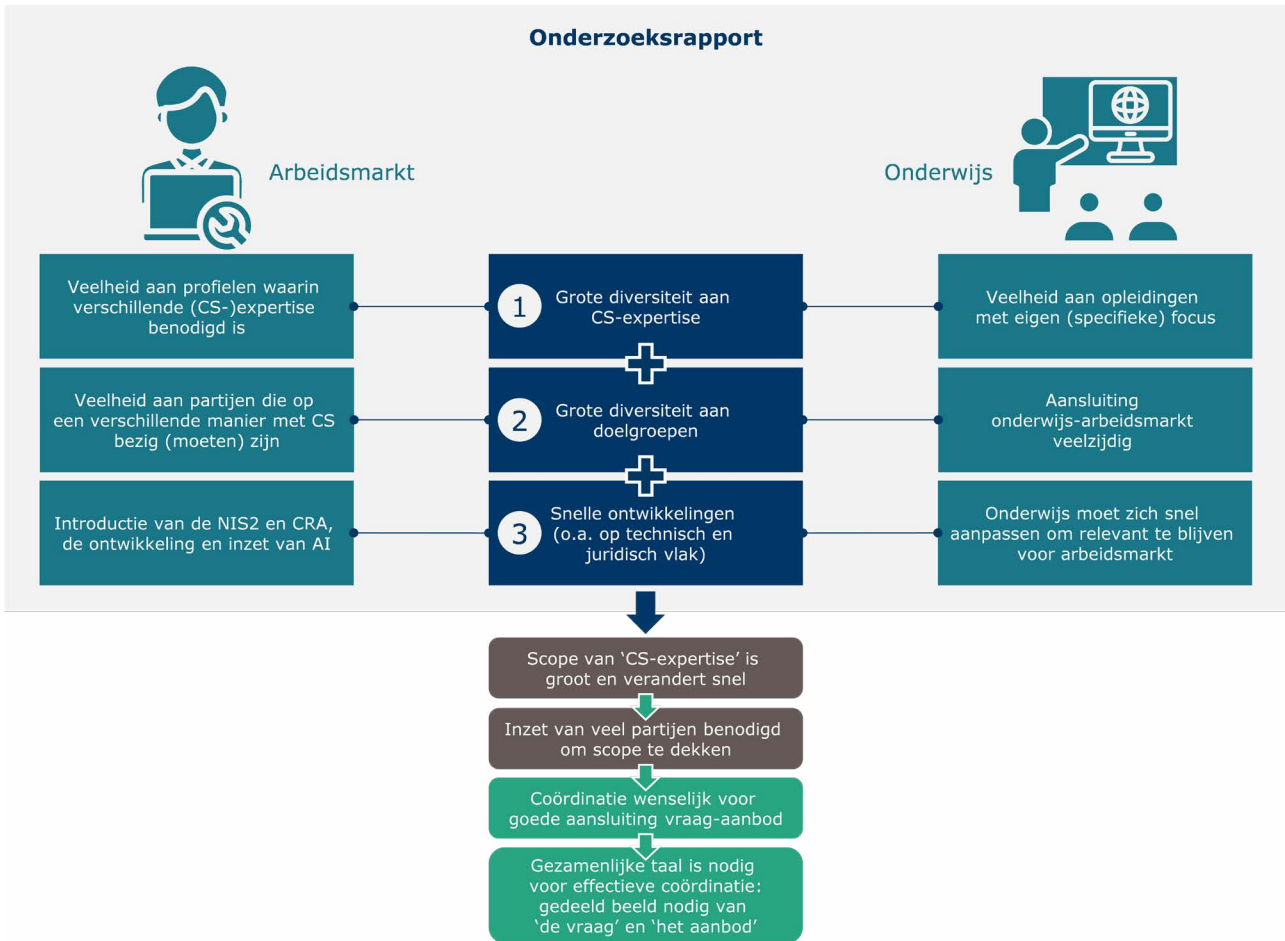 Onderzoeksrapport
Arbeidsmarkt
Onderwijs
Veelheid aan profielen waarin
verschillende (CS-)expertise
benodigd is
1
Grote diversiteit aan
CS-expertise
Veelheid aan opleidingen
met eigen (specifieke) focus
Veelheid aan partijen die op
een verschillende manier met CS
bezig (moeten) zijn
2
Grote diversiteit aan
doelgroepen
Aansluiting
onderwijs-arbeidsmarkt
veelzijdig
Introductie van de NIS2 en CRA,
de ontwikkeling en inzet van AI
3
Snelle ontwikkelingen
(o.a. op technisch en
juridisch vlak)
Onderwijs moet zich snel
aanpassen om relevant te blijven
voor arbeidsmarkt
Scope van ‘CS-expertise’ is
groot en verandert snel
Inzet van veel partijen benodigd
om scope te dekken
Coördinatie wenselijk voor
goede aansluiting vraag-aanbod
Gezamenlijke taal is nodig
voor effectieve coördinatie:
gedeeld beeld nodig van
‘de vraag’ en ‘het aanbod’